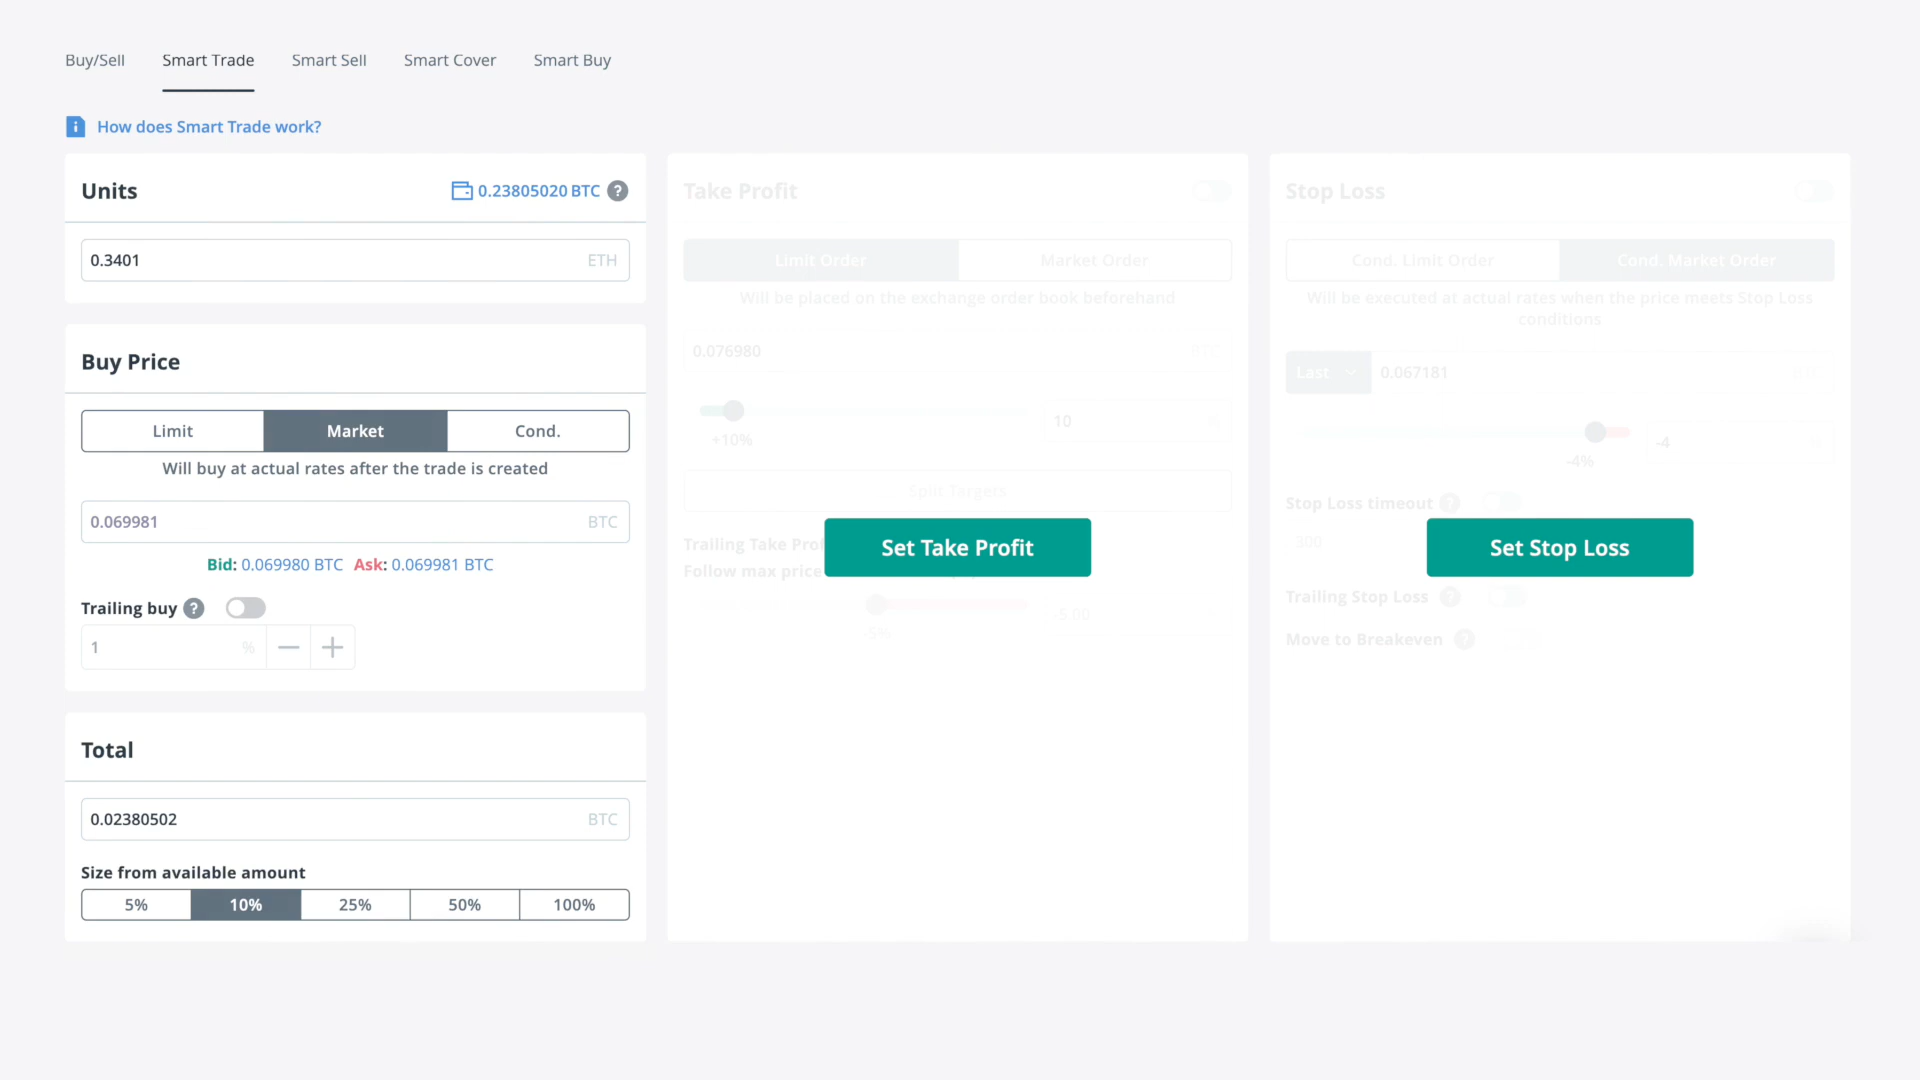 Buy/Sell Smart Trade Smart Sell Smart Cover Smart Buy
How does Smart Trade work?
Units 0.23805020 BTC ?
0.3401 ETH
Buy Price
Limit Market Cond.
Will buy at actual rates after the trade is created
0.069981 BTC
Bid: 0.069980 BTC Ask: 0.069981 BTC
Trailing buy ?
1 %
Total
0.02380502 BTC
Size from available amount
5% 10% 25% 50% 100%
Take Profit
Limit Order Market Order
Will be placed on the exchange order book beforehand
0.076980 BTC
10
+10%
Split Targets
Trailing Take Prof
Set Take Profit
Follow max price
5.00
-5%
Stop Loss
Cond. Limit Order Cond. Market Order
Will be executed at actual rates when the price meets Stop Loss
conditions
Last 0.067181
-4
-4%
Stop Loss timeout ?
300
Set Stop Loss
Trailing Stop Loss ?
Move to Breakeven ?